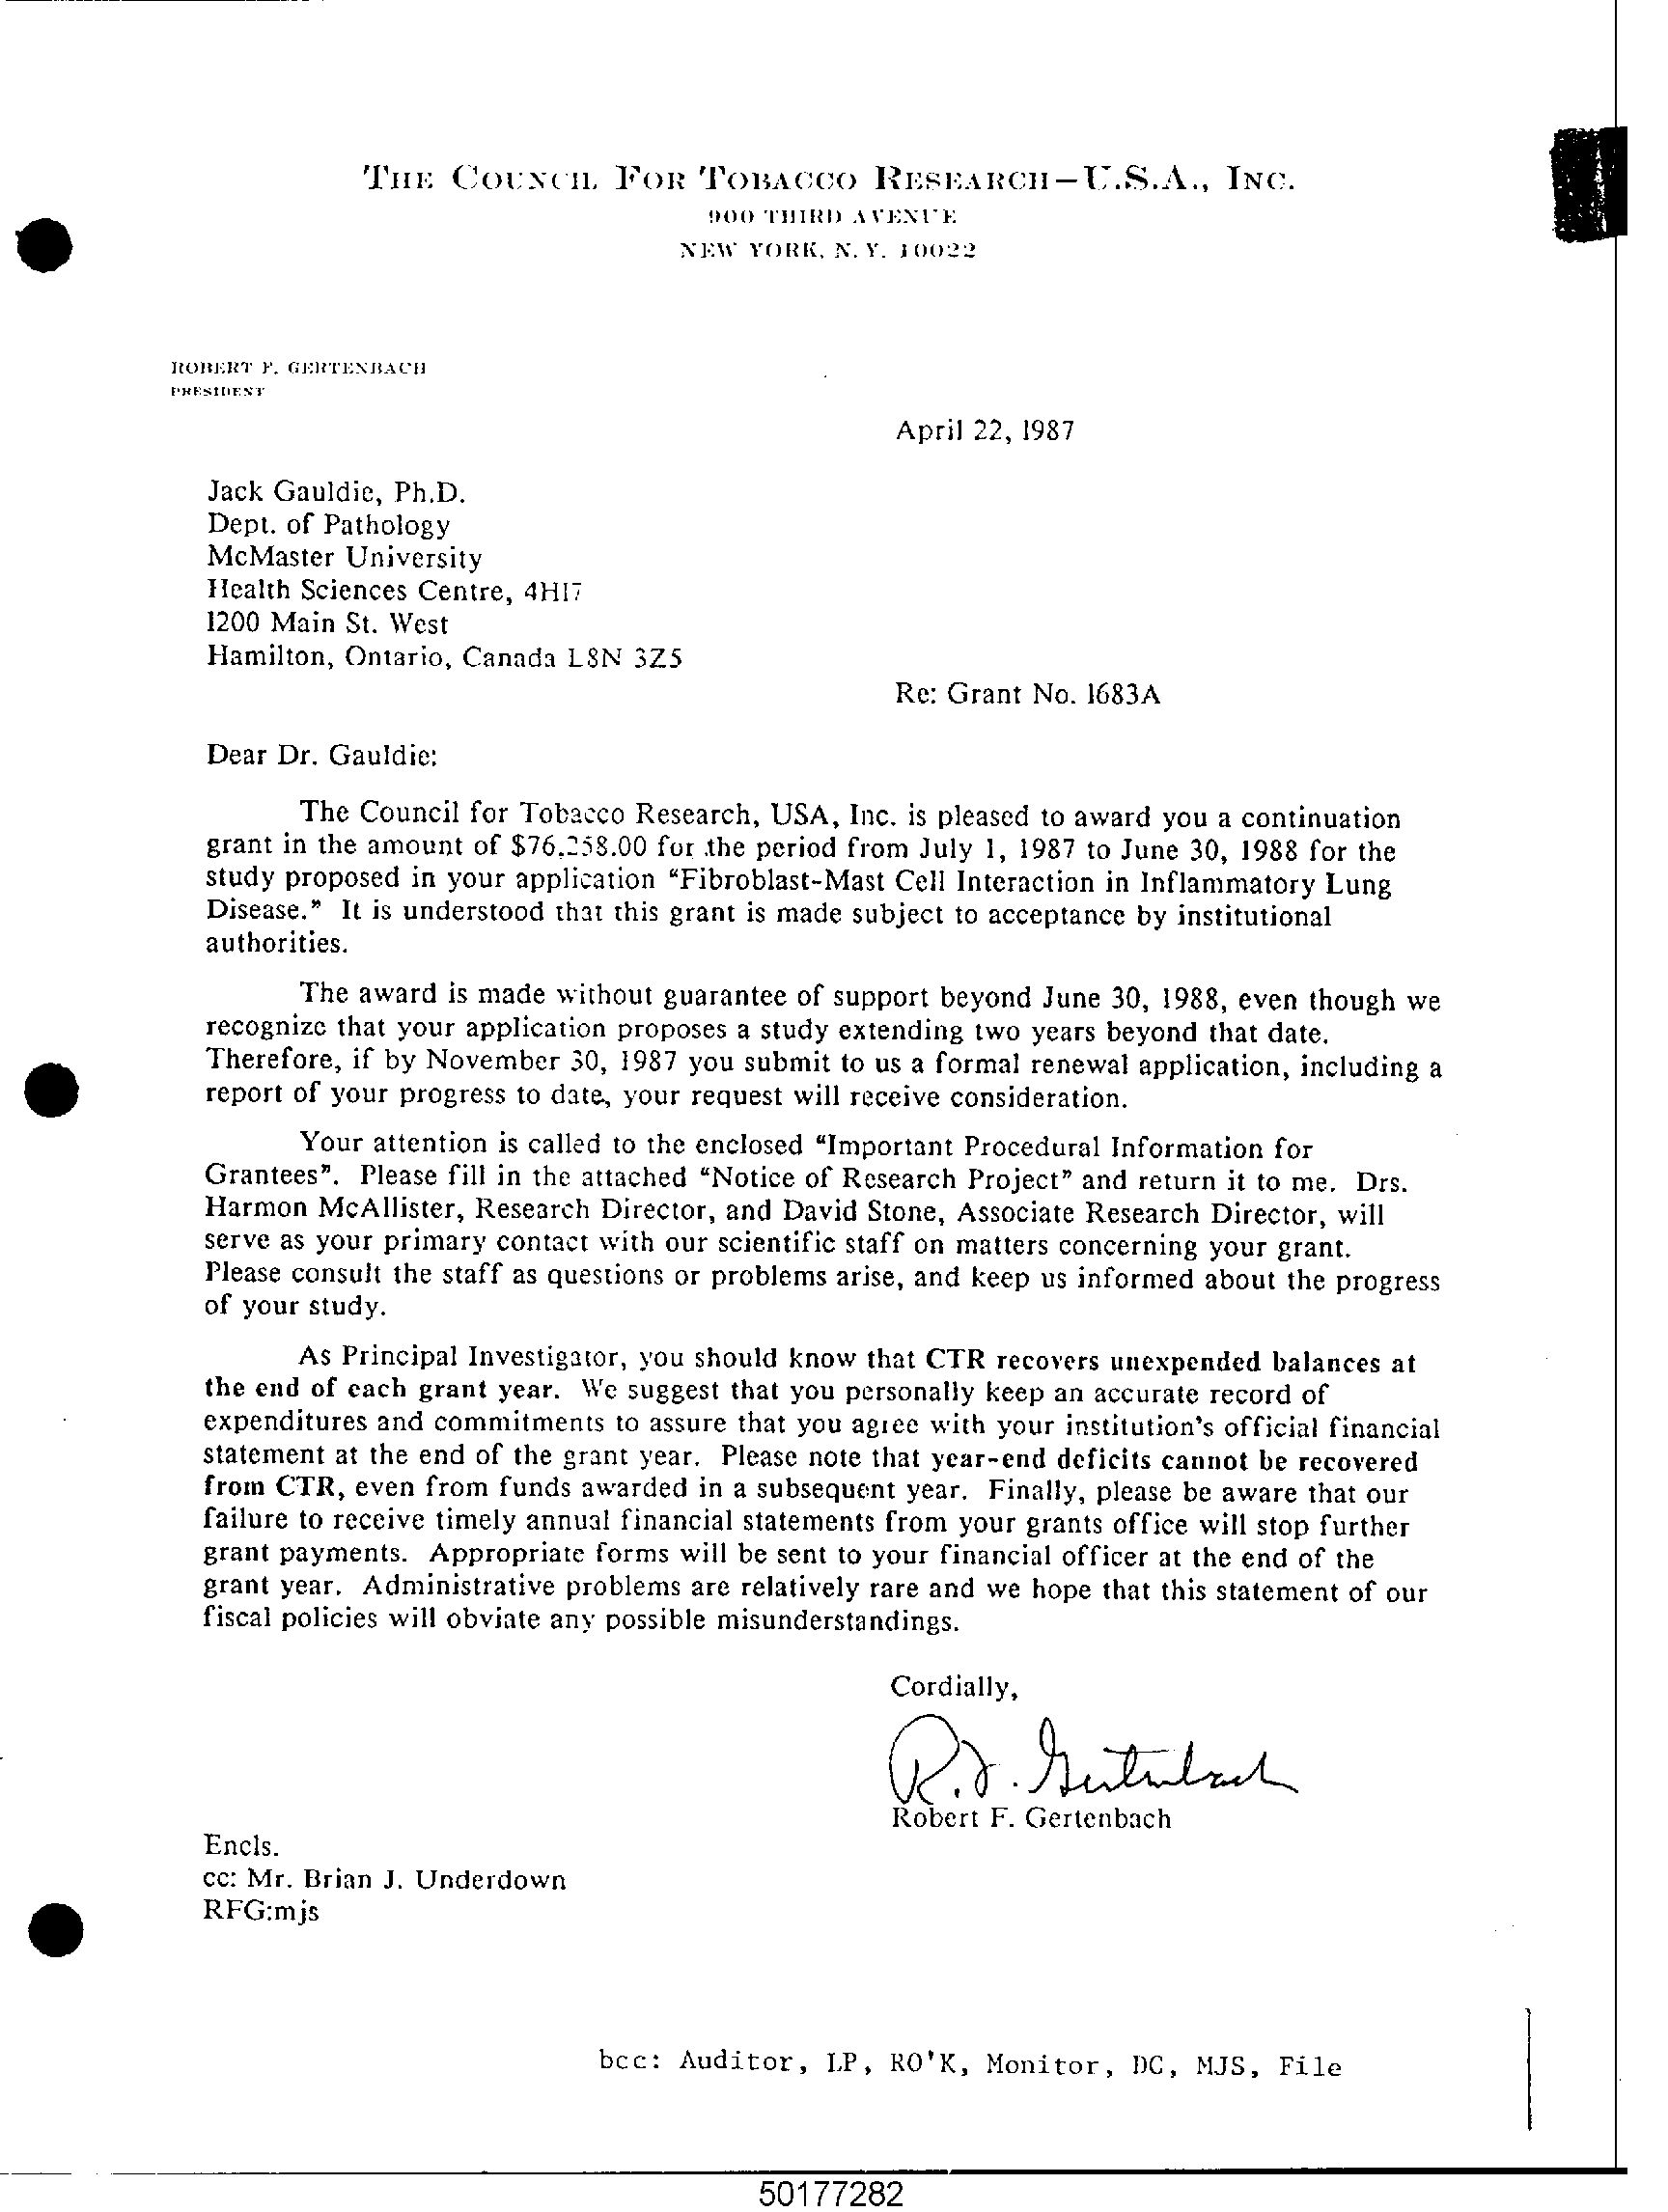 THE COUNCIL FOR TOBACCO RESEARCH-U.S.A., INC.
900 THIRD AVENUE
NEW YORK, N. Y. 10022
ROBERT F. GERTENBACH
PRESIDENT
April 22, 1987
Jack Gauldie, Ph.D.
Dept. of Pathology
McMaster University
Health Sciences Centre, 4H17
1200 Main St. West
Hamilton, Ontario, Canada L8N 3Z5
Re: Grant No. 1683A
Dear Dr. Gauldie:
The Council for Tobacco Research, USA, Inc. is pleased to award you a continuation
grant in the amount of $76,258.00 for the period from July 1, 1987 to June 30, 1988 for the
study proposed in your application “Fibroblast-Mast Cell Interaction in Inflammatory Lung
Disease.” It is understood that this grant is made subject to acceptance by institutional
authorities.
The award is made without guarantee of support beyond June 30, 1988, even though we
recognize that your application proposes a study extending two years beyond that date.
Therefore, if by November 30, 1987 you submit to us a formal renewal application, including a
report of your progress to date, your request will receive consideration.
Your attention is called to the enclosed “Important Procedural Information for
Grantees”. Please fill in the attached “Notice of Research Project” and return it to me. Drs.
Harmon McAllister, Research Director, and David Stone, Associate Research Director, will
serve as your primary contact with our scientific staff on matters concerning your grant.
Please consult the staff as questions or problems arise, and keep us informed about the progress
of your study.
As Principal Investigator, you should know that CTR recovers unexpended balances at
the end of each grant year. We suggest that you personally keep an accurate record of
expenditures and commitments to assure that you agree with your institution's official financial
statement at the end of the grant year. Please note that year-end deficits cannot be recovered
from CTR, even from funds awarded in a subsequent year. Finally, please be aware that our
failure to receive timely annual financial statements from your grants office will stop further
grant payments. Appropriate forms will be sent to your financial officer at the end of the
grant year. Administrative problems are relatively rare and we hope that this statement of our
fiscal policies will obviate any possible misunderstandings.
Cordially,
R.F. Gertenbach
Robert F. Gertenbach
Encls.
cc: Mr. Brian J. Underdown
RFG:mjs
bcc: Auditor, LP, RO'K, Monitor, DC, MJS, File
50177282